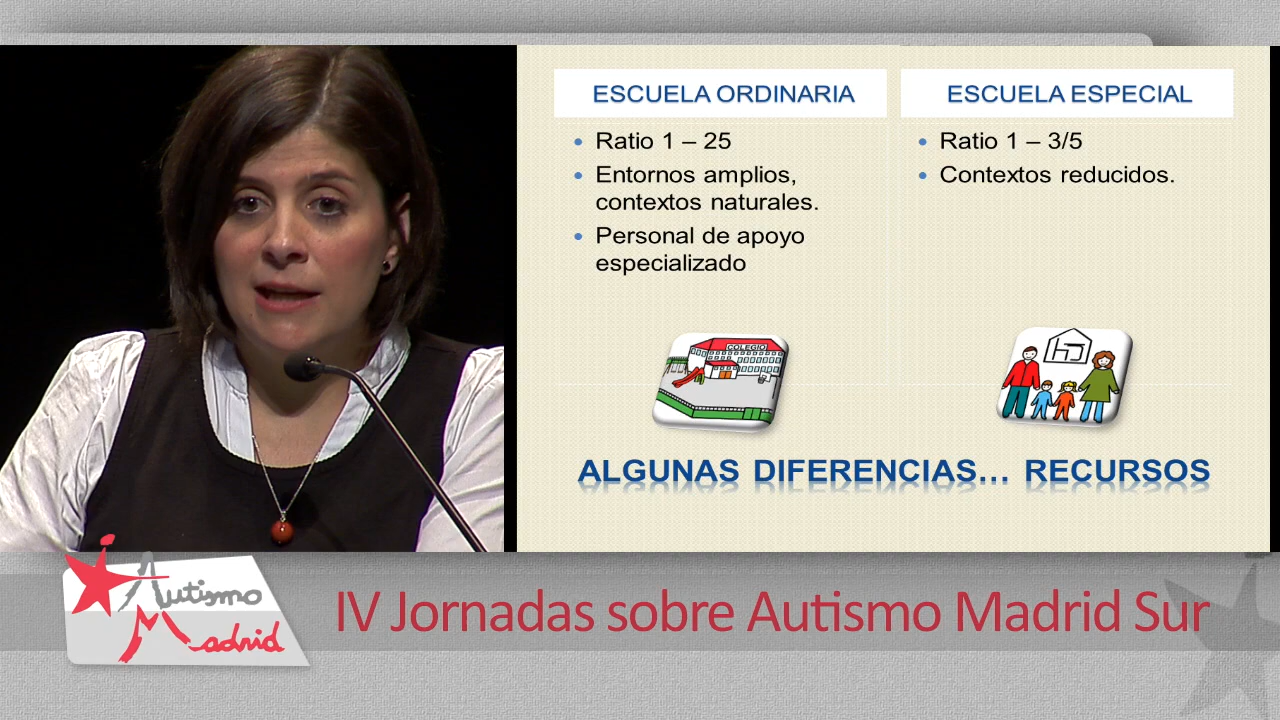 ESCUELA ORDINARIA
• Ratio 1 – 25
• Entornos amplios,
contextos naturales.
• Personal de apoyo
especializado
COLEGIO
ESCUELA ESPECIAL
• Ratio 1 – 3/5
• Contextos reducidos.
ALGUNAS DIFERENCIAS… RECURSOS
Autismo
Madrid
IV Jornadas sobre Autismo Madrid Sur